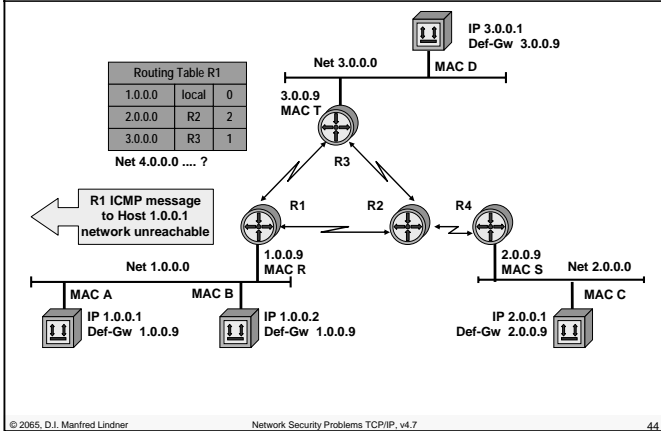 IP 3.0.0.1
Def-Gw 3.0.0.9
Net 3.0.0.0
MAC D
Routing Table R1
1.0.0.0 local 0
2.0.0.0 R2 2
3.0.0.0 R3 1
3.0.0.9
MAC T
Net 4.0.0.0 .... ?
R3
R1 ICMP message
to Host 1.0.0.1
network unreachable
R1
R2
R4
1.0.0.9
MAC R
2.0.0.9
MAC S
Net 1.0.0.0
Net 2.0.0.0
MAC A
MAC B
MAC C
IP 1.0.0.1
Def-Gw 1.0.0.9
IP 1.0.0.2
Def-Gw 1.0.0.9
IP 2.0.0.1
Def-Gw 2.0.0.9
© 2065, D.I. Manfred Lindner
Network Security Problems TCP/IP, v4.7
44